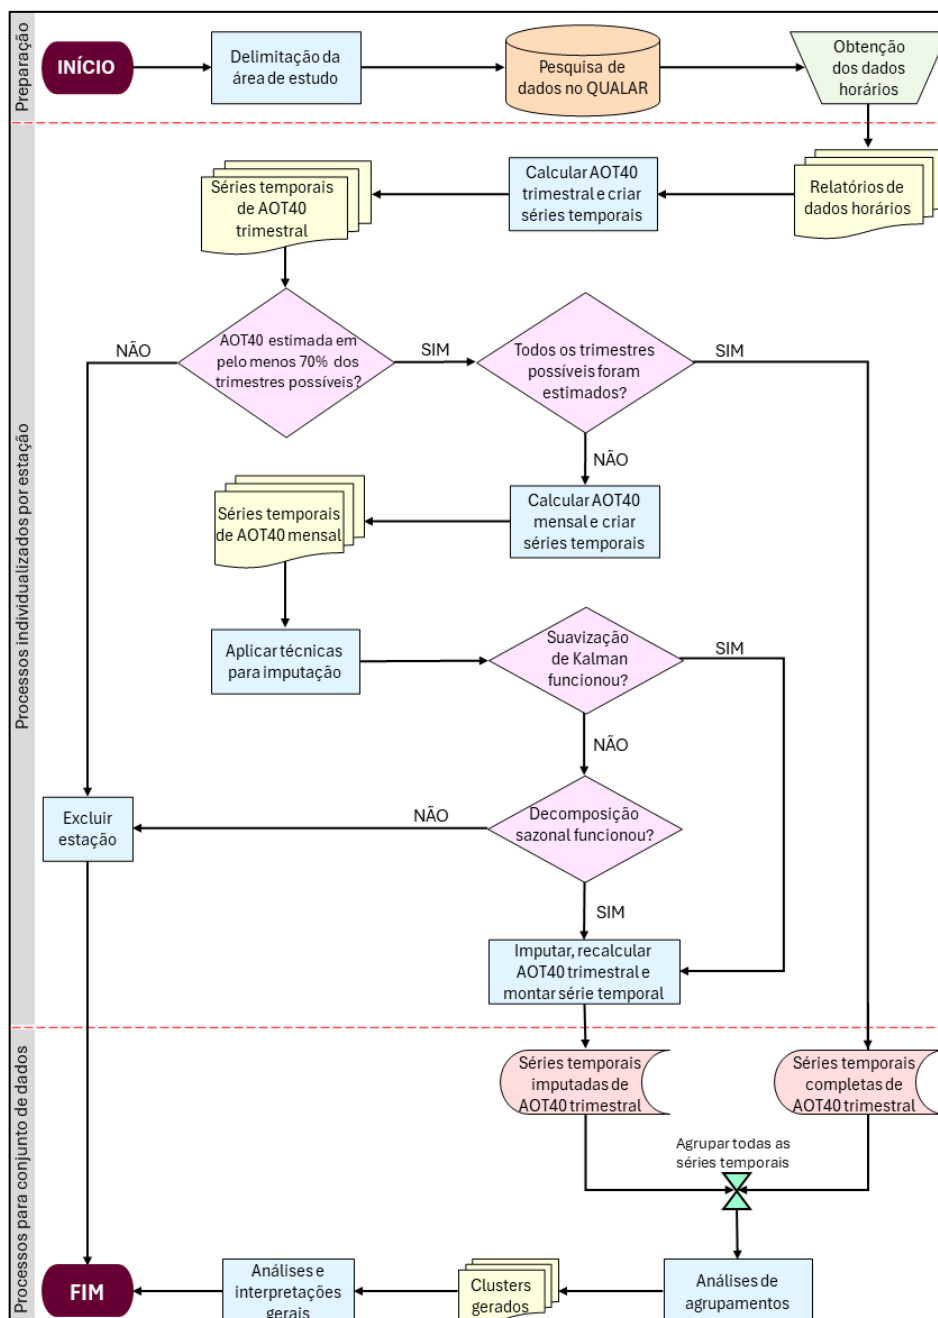 Preparação
INÍCIO
Delimitação da
área de estudo
Pesquisa de
dados no QUALAR
Obtenção
dos dados
horários
Processos individualizados por estação
Séries temporais
de AOT40
trimestral
Calcular AOT40
trimestral e criar
séries temporais
Relatórios de
dados horários
NÃO
AOT40 estimada em
pelo menos 70% dos
trimestres possíveis?
SIM
Todos os trimestres
possíveis foram
estimados?
SIM
NÃO
Séries temporais
de AOT40 mensal
Calcular AOT40
mensal e criar
séries temporais
Aplicar técnicas
para imputação
Suavização
de Kalman
funcionou?
SIM
NÃO
Excluir
estação
NÃO
Decomposição
sazonal funcionou?
SIM
Imputar, recalcular
AOT40 trimestral e
montar série temporal
Processos para conjunto de dados
Séries temporais
imputadas de
AOT40 trimestral
Séries temporais
completas de
AOT40 trimestral
Agrupar todas as
séries temporais
FIM
Análises e
interpretações
gerais
Clusters
gerados
Análises de
agrupamentos